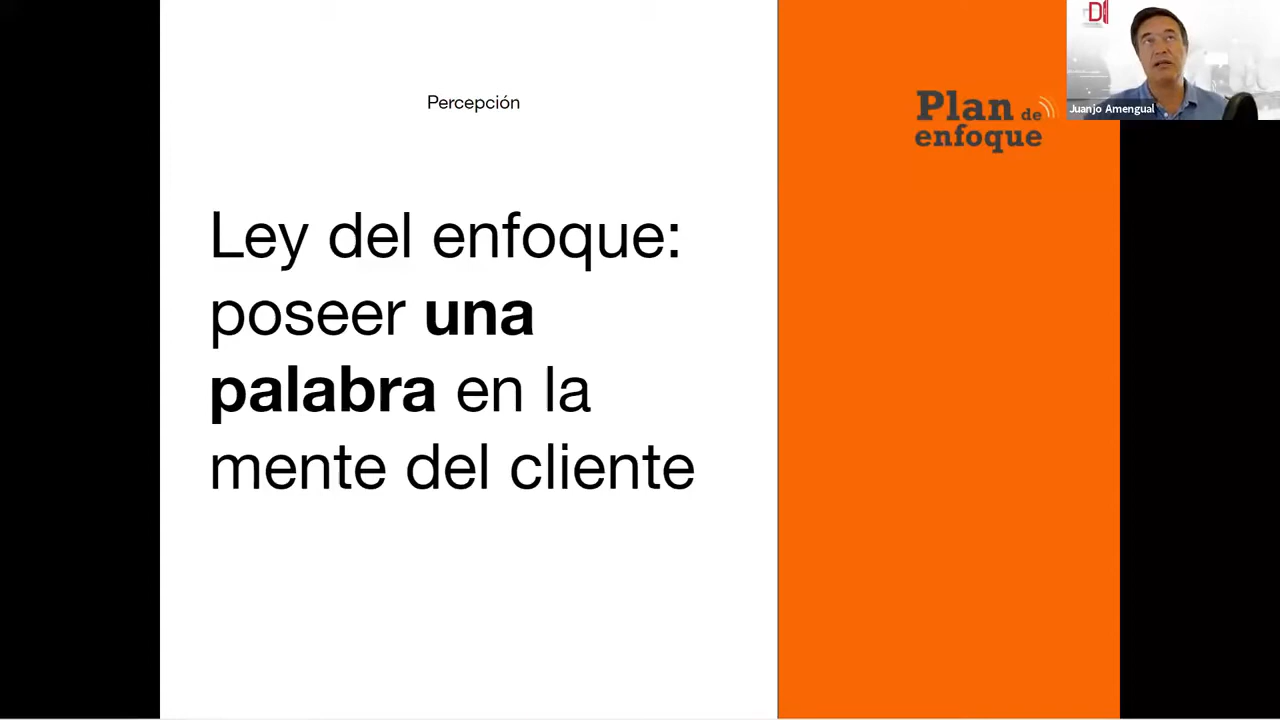 Percepción
Ley del enfoque:
poseer una
palabra en la
mente del cliente
Plan de
enfoque
D
Juanjo Amengual